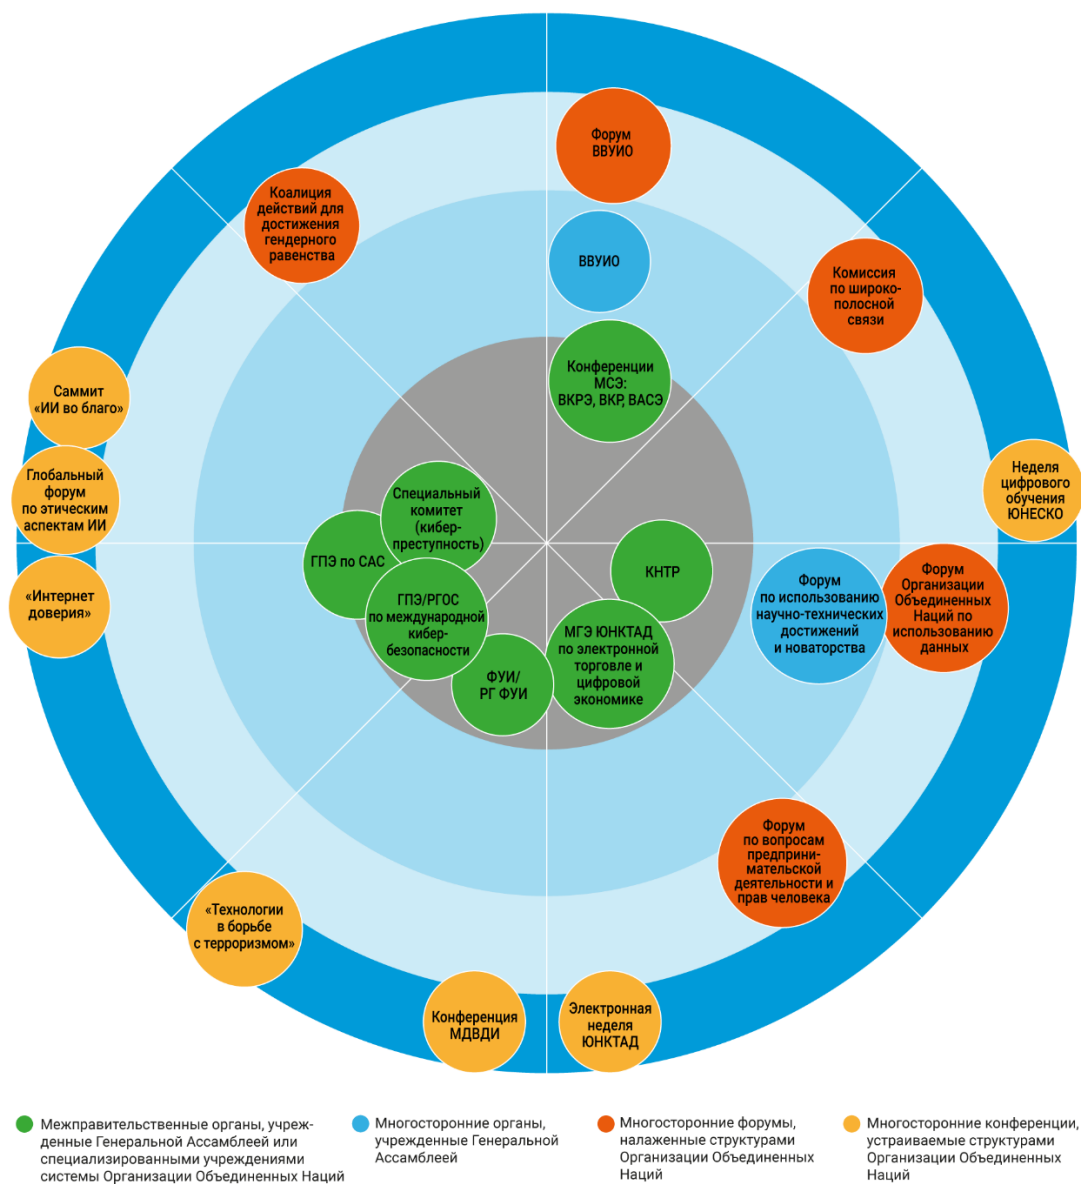 Форум
ВВУИО
Коалиция
действий для
достижения
гендерного
равенства
ВВУИО
Комиссия
по широко-
полосной
связи
Конференции
МСЭ:
ВКРЭ, ВКР, ВАСЭ
Саммит
«ИИ во благо»
Глобальный
форум
по этическим
аспектам ИИ
Неделя
цифрового
обучения
ЮНЕСКО
Специальный
комитет
(кибер-
преступность)
ГПЭ по САС
КНТР
«Интернет
доверия»
ГПЭ/РГОС
по международной
кибер-
безопасности
Форум
по использованию
научно-технических
достижений
и новаторства
Форум
Организации
Объединенных
Наций по
использованию
данных
МГЭ ЮНКТАД
по электронной
торговле и
цифровой
экономике
ФУИ/
РГ ФУИ
Форум
по вопросам
предприни-
мательской
деятельности и
прав человека
«Технологии
в борьбе
с терроризмом»
Конференция
МДВДИ
Электронная
неделя
ЮНКТАД
Межправительственные органы, учреж-
денные Генеральной Ассамблеей или
специализированными учреждениями
системы Организации Объединенных Наций
Многосторонние органы,
учрежденные Генеральной
Ассамблеей
Многосторонние форумы,
налаженные структурами
Организации Объединенных
Наций
Многосторонние конференции,
устраиваемые структурами
Организации Объединенных
Наций